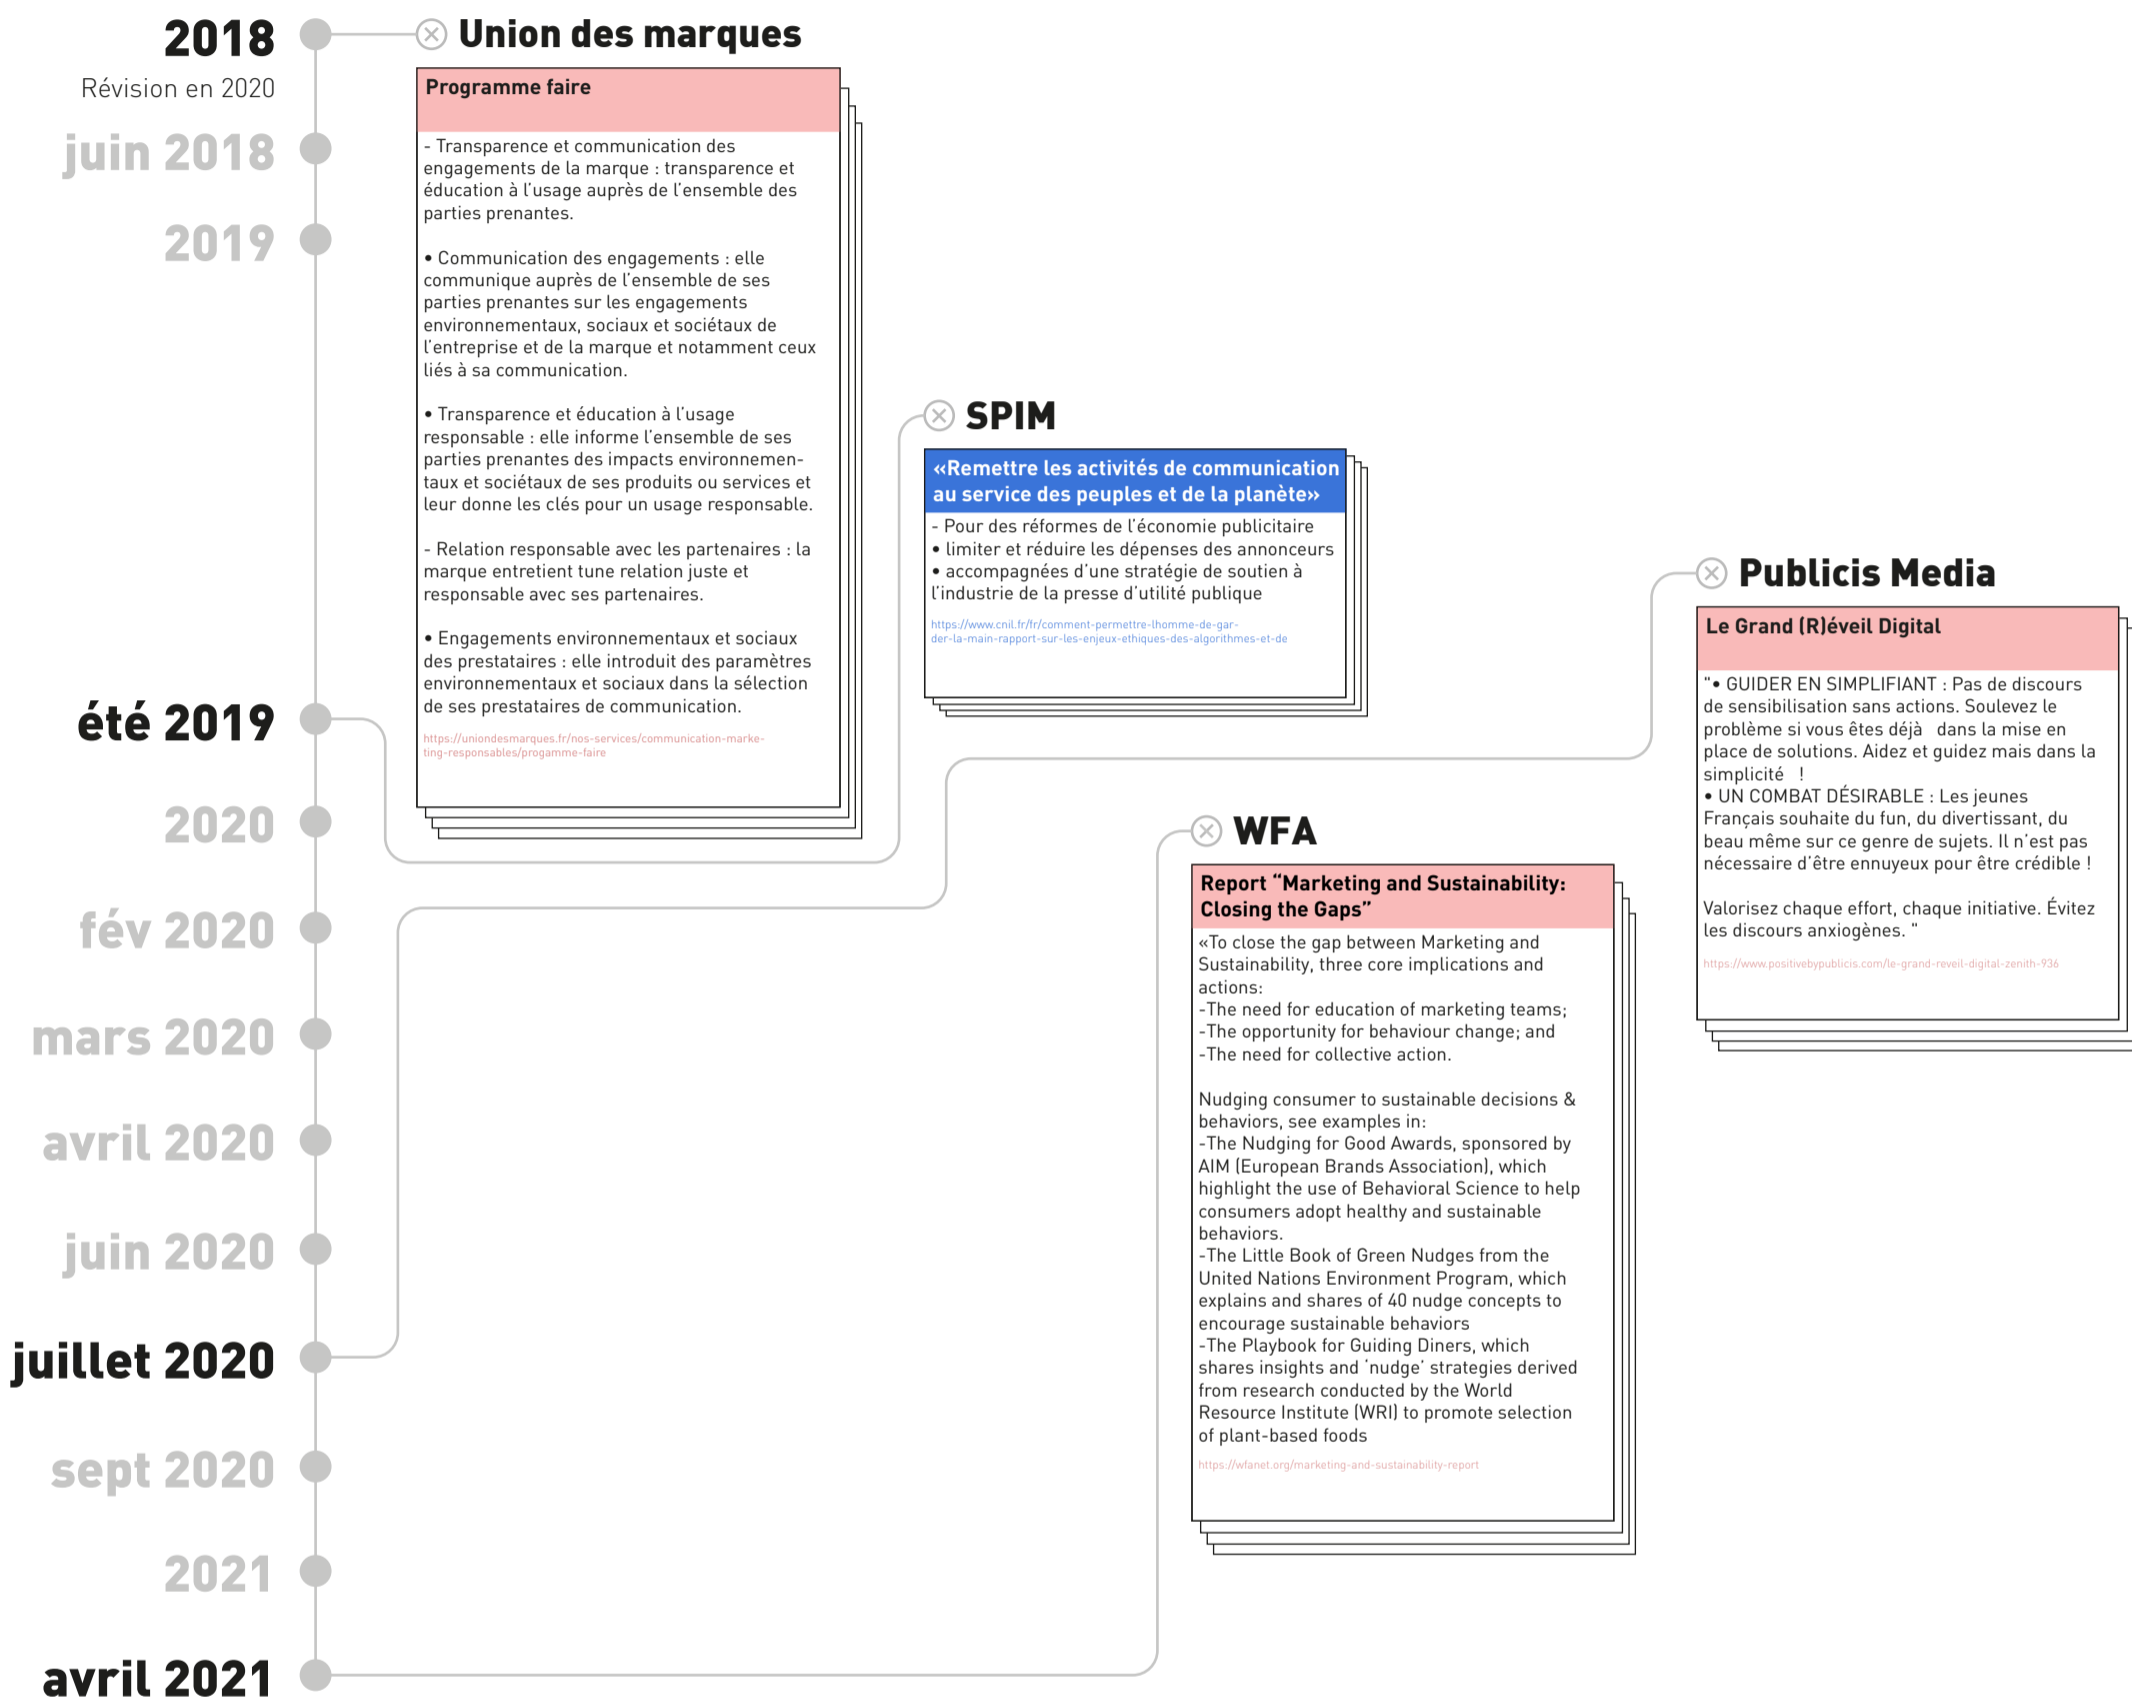 2018
Révision en 2020
juin 2018
2019
été 2019
2020
fév 2020
mars 2020
avril 2020
juin 2020
juillet 2020
sept 2020
2021
avril 2021
Union des marques
Programme faire
- Transparence et communication des
engagements de la marque : transparence et
éducation à l'usage auprès de l'ensemble des
parties prenantes.
• Communication des engagements : elle
communique auprès de l'ensemble de ses
parties prenantes sur les engagements
environnementaux, sociaux et sociétaux de
l'entreprise et de la marque et notamment ceux
liés à sa communication.
• Transparence et éducation à l'usage
responsable : elle informe l'ensemble de ses
parties prenantes des impacts environnemen-
taux et sociétaux de ses produits ou services et
leur donne les clés pour un usage responsable.
- Relation responsable avec les partenaires : la
marque entretient tune relation juste et
responsable avec ses partenaires.
• Engagements environnementaux et sociaux
des prestataires : elle introduit des paramètres
environnementaux et sociaux dans la sélection
de ses prestataires de communication.
https://uniondesmarques.fr/nos-services/communication-marke-
ting-responsables/progamme-faire
SPIM
«Remettre les activités de communication
au service des peuples et de la planète»
- Pour des réformes de l'économie publicitaire
• limiter et réduire les dépenses des annonceurs
• accompagnées d'une stratégie de soutien à
l'industrie de la presse d'utilité publique
https://www.cnil.fr/fr/comment-permettre-lhomme-de-gar-
der-la-main-rapport-sur-les-enjeux-ethiques-des-algorithmes-et-de
WFA
Report “Marketing and Sustainability:
Closing the Gaps”
«To close the gap between Marketing and
Sustainability, three core implications and
actions:
-The need for education of marketing teams;
-The opportunity for behaviour change; and
-The need for collective action.
Nudging consumer to sustainable decisions &
behaviors, see examples in:
-The Nudging for Good Awards, sponsored by
AIM (European Brands Association), which
highlight the use of Behavioral Science to help
consumers adopt healthy and sustainable
behaviors.
-The Little Book of Green Nudges from the
United Nations Environment Program, which
explains and shares of 40 nudge concepts to
encourage sustainable behaviors
-The Playbook for Guiding Diners, which
shares insights and ‘nudge’ strategies derived
from research conducted by the World
Resource Institute (WRI) to promote selection
of plant-based foods
https://wfanet.org/marketing-and-sustainability-report
Publicis Media
Le Grand (R)éveil Digital
"• GUIDER EN SIMPLIFIANT : Pas de discours
de sensibilisation sans actions. Soulevez le
problème si vous êtes déjà dans la mise en
place de solutions. Aidez et guidez mais dans la
simplicité !
• UN COMBAT DÉSIRABLE : Les jeunes
Français souhaite du fun, du divertissant, du
beau même sur ce genre de sujets. Il n'est pas
nécessaire d'être ennuyeux pour être crédible !
Valorisez chaque effort, chaque initiative. Évitez
les discours anxiogènes. "
https://www.positivebypublicis.com/le-grand-reveil-digital-zenith-936